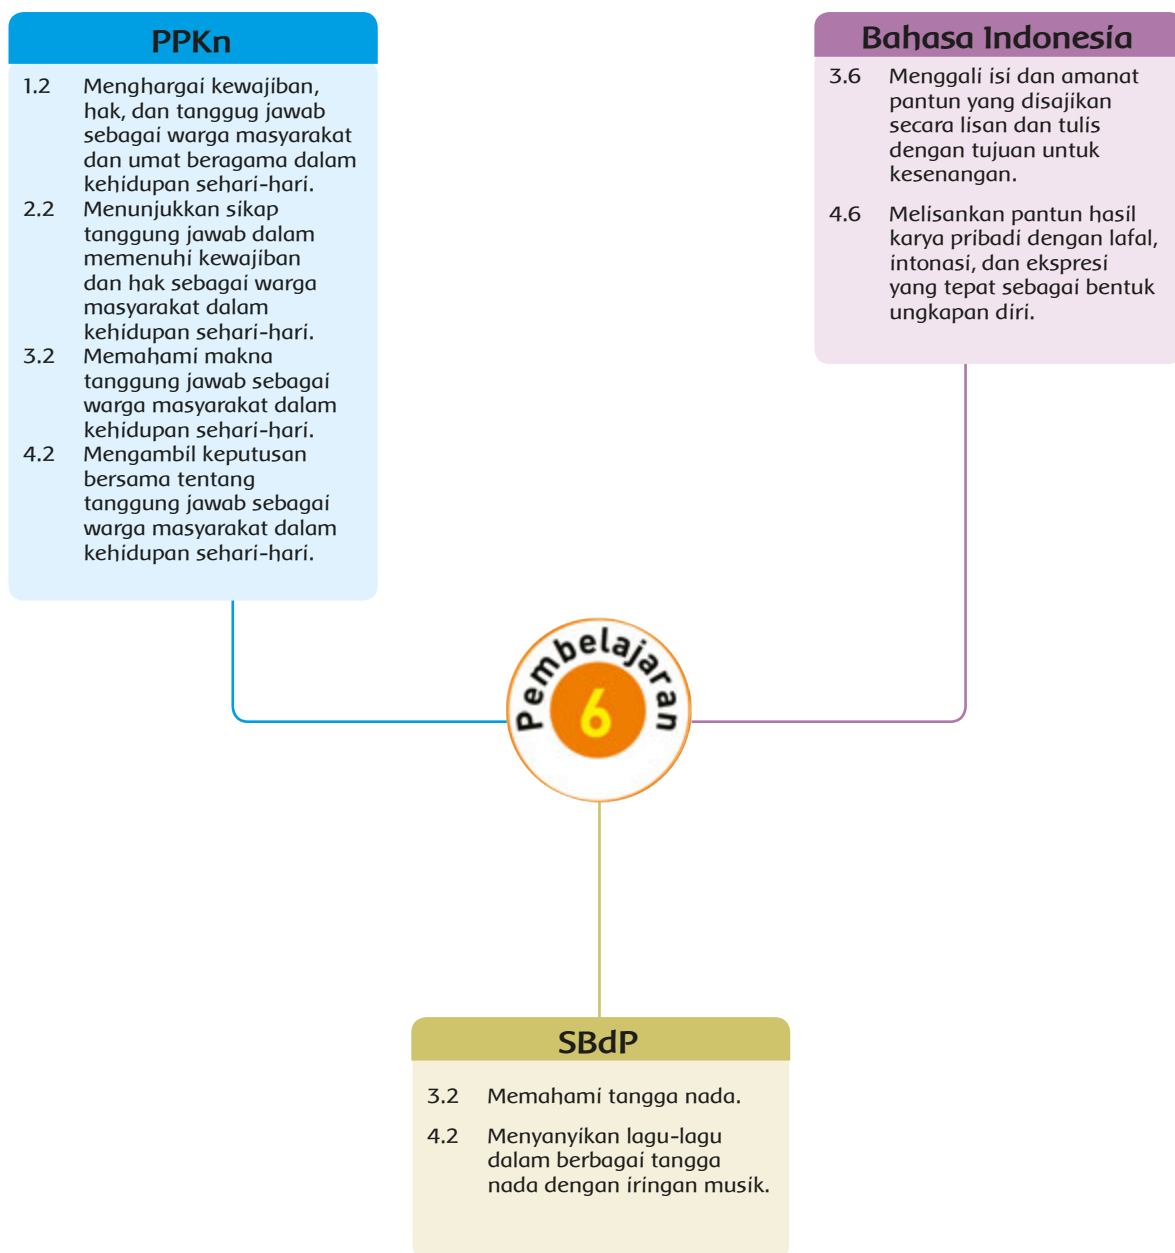 PPKn
1.2 Menghargai kewajiban,
hak, dan tanggug jawab
sebagai warga masyarakat
dan umat beragama dalam
kehidupan sehari-hari.
2.2 Menunjukkan sikap
tanggung jawab dalam
memenuhi kewajiban
dan hak sebagai warga
masyarakat dalam
kehidupan sehari-hari.
3.2 Memahami makna
tanggung jawab sebagai
warga masyarakat dalam
kehidupan sehari-hari.
4.2 Mengambil keputusan
bersama tentang
tanggung jawab sebagai
warga masyarakat dalam
kehidupan sehari-hari.
Bahasa Indonesia
3.6 Menggali isi dan amanat
pantun yang disajikan
secara lisan dan tulis
dengan tujuan untuk
kesenangan.
4.6 Melisankan pantun hasil
karya pribadi dengan lafal,
intonasi, dan ekspresi
yang tepat sebagai bentuk
ungkapan diri.
Pembelajaran
6
SBdP
3.2 Memahami tangga nada.
4.2 Menyanyikan lagu-lagu
dalam berbagai tangga
nada dengan iringan musik.